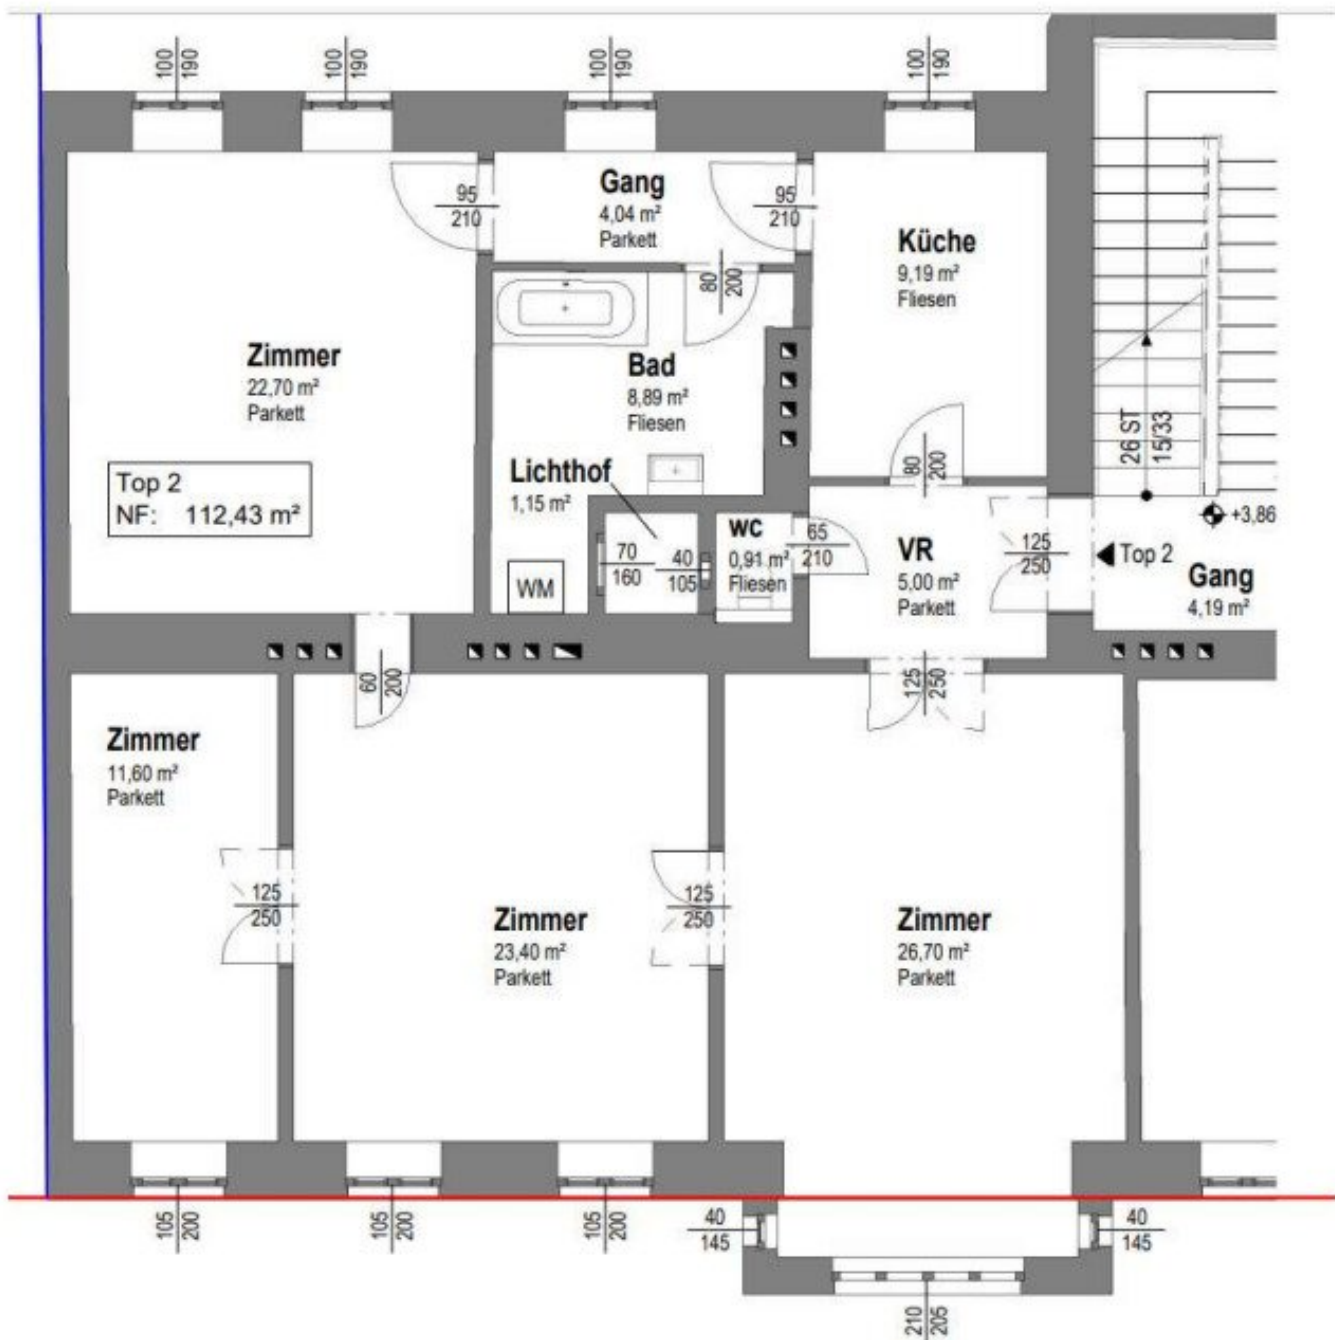 100
190
100
190
100
190
100
190
95
210
Gang
4,04 m²
Parkett
95
210
Küche
9,19 m²
Fliesen
80
200
Zimmer
22,70 m²
Parkett
Bad
8,89 m²
Fliesen
26 ST
15/33
Top 2
NF: 112,43 m²
Lichthof
1,15 m²
80
200
+3,86
WC
0,91 m²
Fliesen
65
210
VR
5,00 m²
Parkett
125
250
Top 2
Gang
4,19 m²
70
160
40
105
WM
60
200
125
250
Zimmer
11,60 m²
Parkett
125
250
Zimmer
23,40 m²
Parkett
125
250
Zimmer
26,70 m²
Parkett
105
200
105
200
105
200
40
145
40
145
210
205